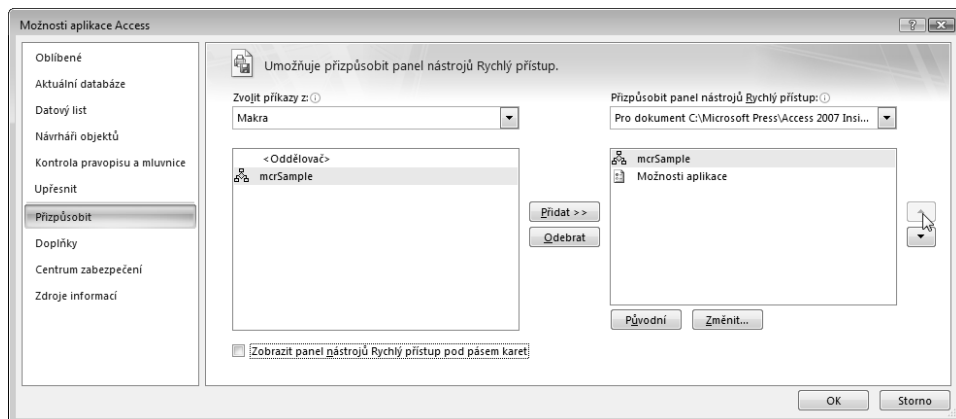 Možnosti aplikace Access
Oblíbené
Aktuální databáze
Datový list
Návrháři objektů
Kontrola pravopisu a mluvnice
Upřesnit
Přizpůsobit
Doplňky
Centrum zabezpečení
Zdroje informací
Umožňuje přizpůsobit panel nástrojů Rychlý přístup.
Zvolit příkazy z:
Makra
<Oddělovač>
mcrSample
Přidat >>
Odebrat
Přizpůsobit panel nástrojů Rychlý přístup:
Pro dokument C:\Microsoft Press\Access 2007 Insi...
mcrSample
Možnosti aplikace
Původní
Změnit...
Zobrazit panel nástrojů Rychlý přístup pod pásem karet
OK
Storno